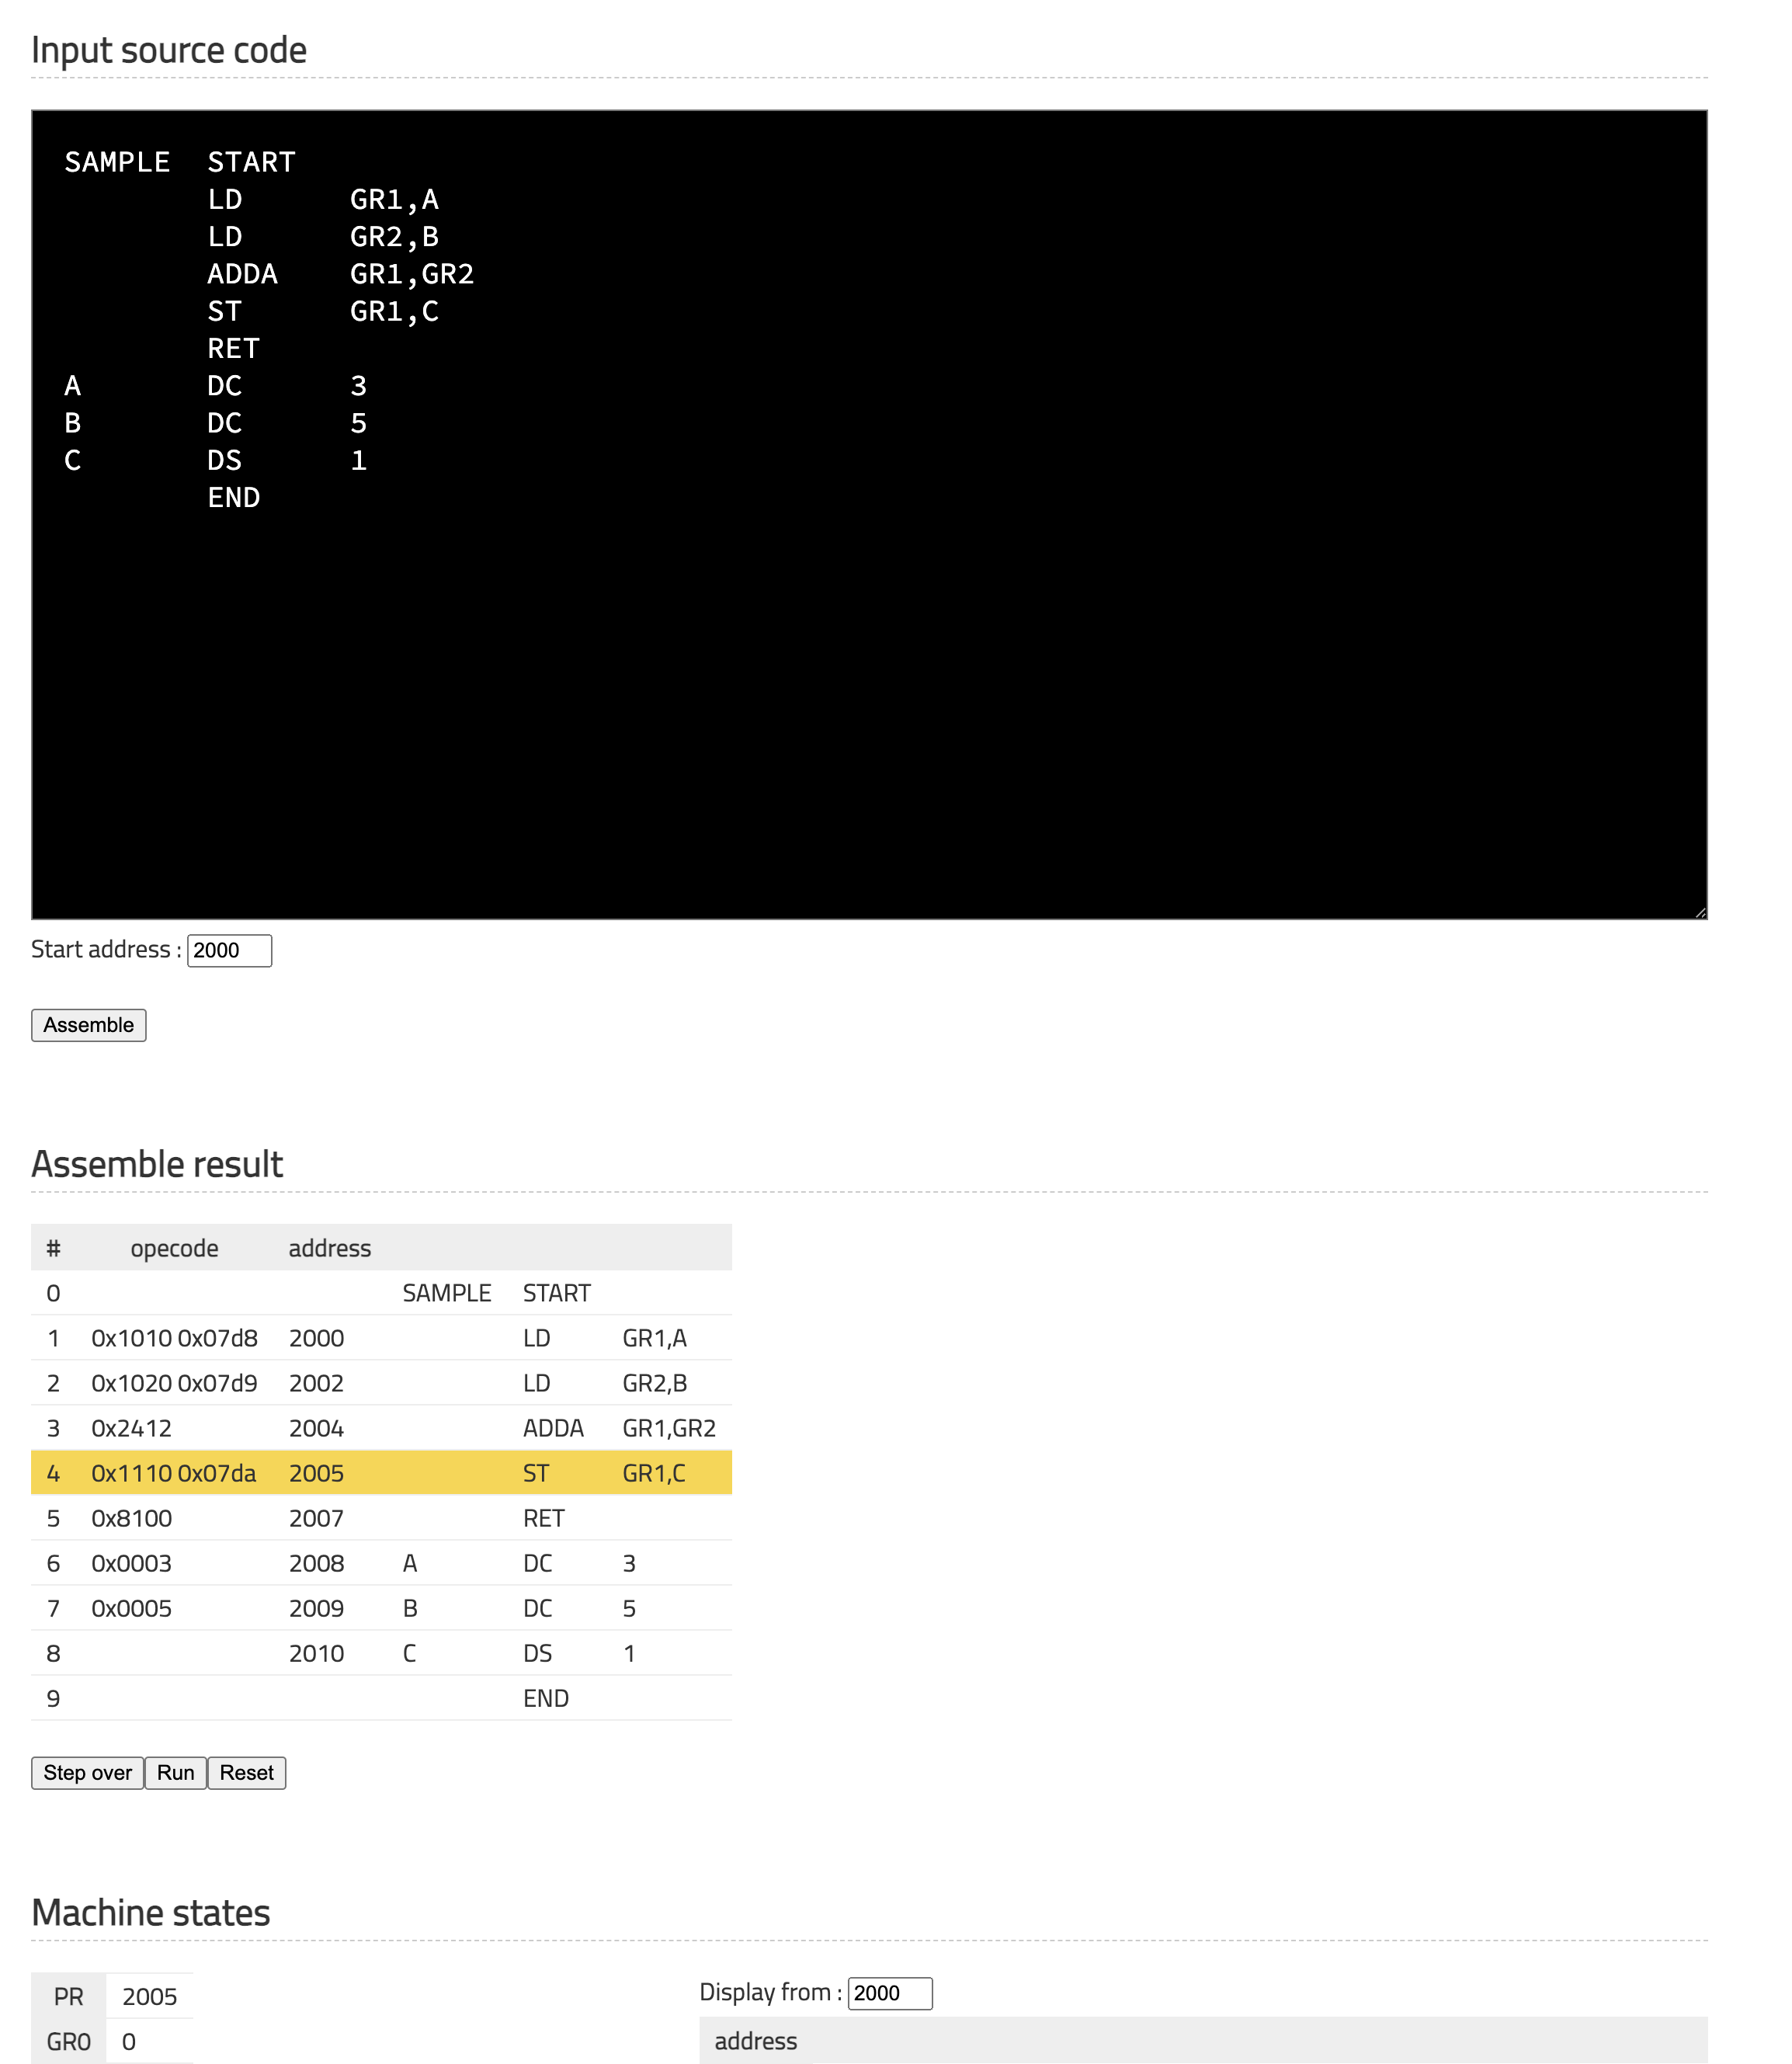 Input source code
SAMPLE START
LD GR1,A
LD GR2,B
ADDA GR1,GR2
ST GR1,C
RET
A DC 3
B DC 5
C DS 1
END
Start address : 2000
Assemble
Assemble result
# opecode address
0 SAMPLE START
1 0x1010 0x07d8 2000 LD GR1,A
2 0x1020 0x07d9 2002 LD GR2,B
3 0x2412 2004 ADDA GR1,GR2
4 0x1110 0x07da 2005 ST GR1,C
5 0x8100 2007 RET
6 0x0003 2008 A DC 3
7 0x0005 2009 B DC 5
8 2010 C DS 1
9 END
Step over Run Reset
Machine states
PR 2005
Display from : 2000
GR0 0
address